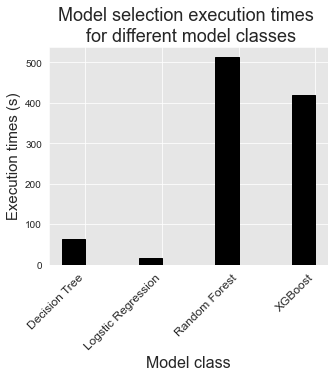 Model selection execution times
for different model classes
Execution times (s)
500
400
300
200
100
0
Decision Tree
Logstic Regression
Random Forest
XGBoost
Model class